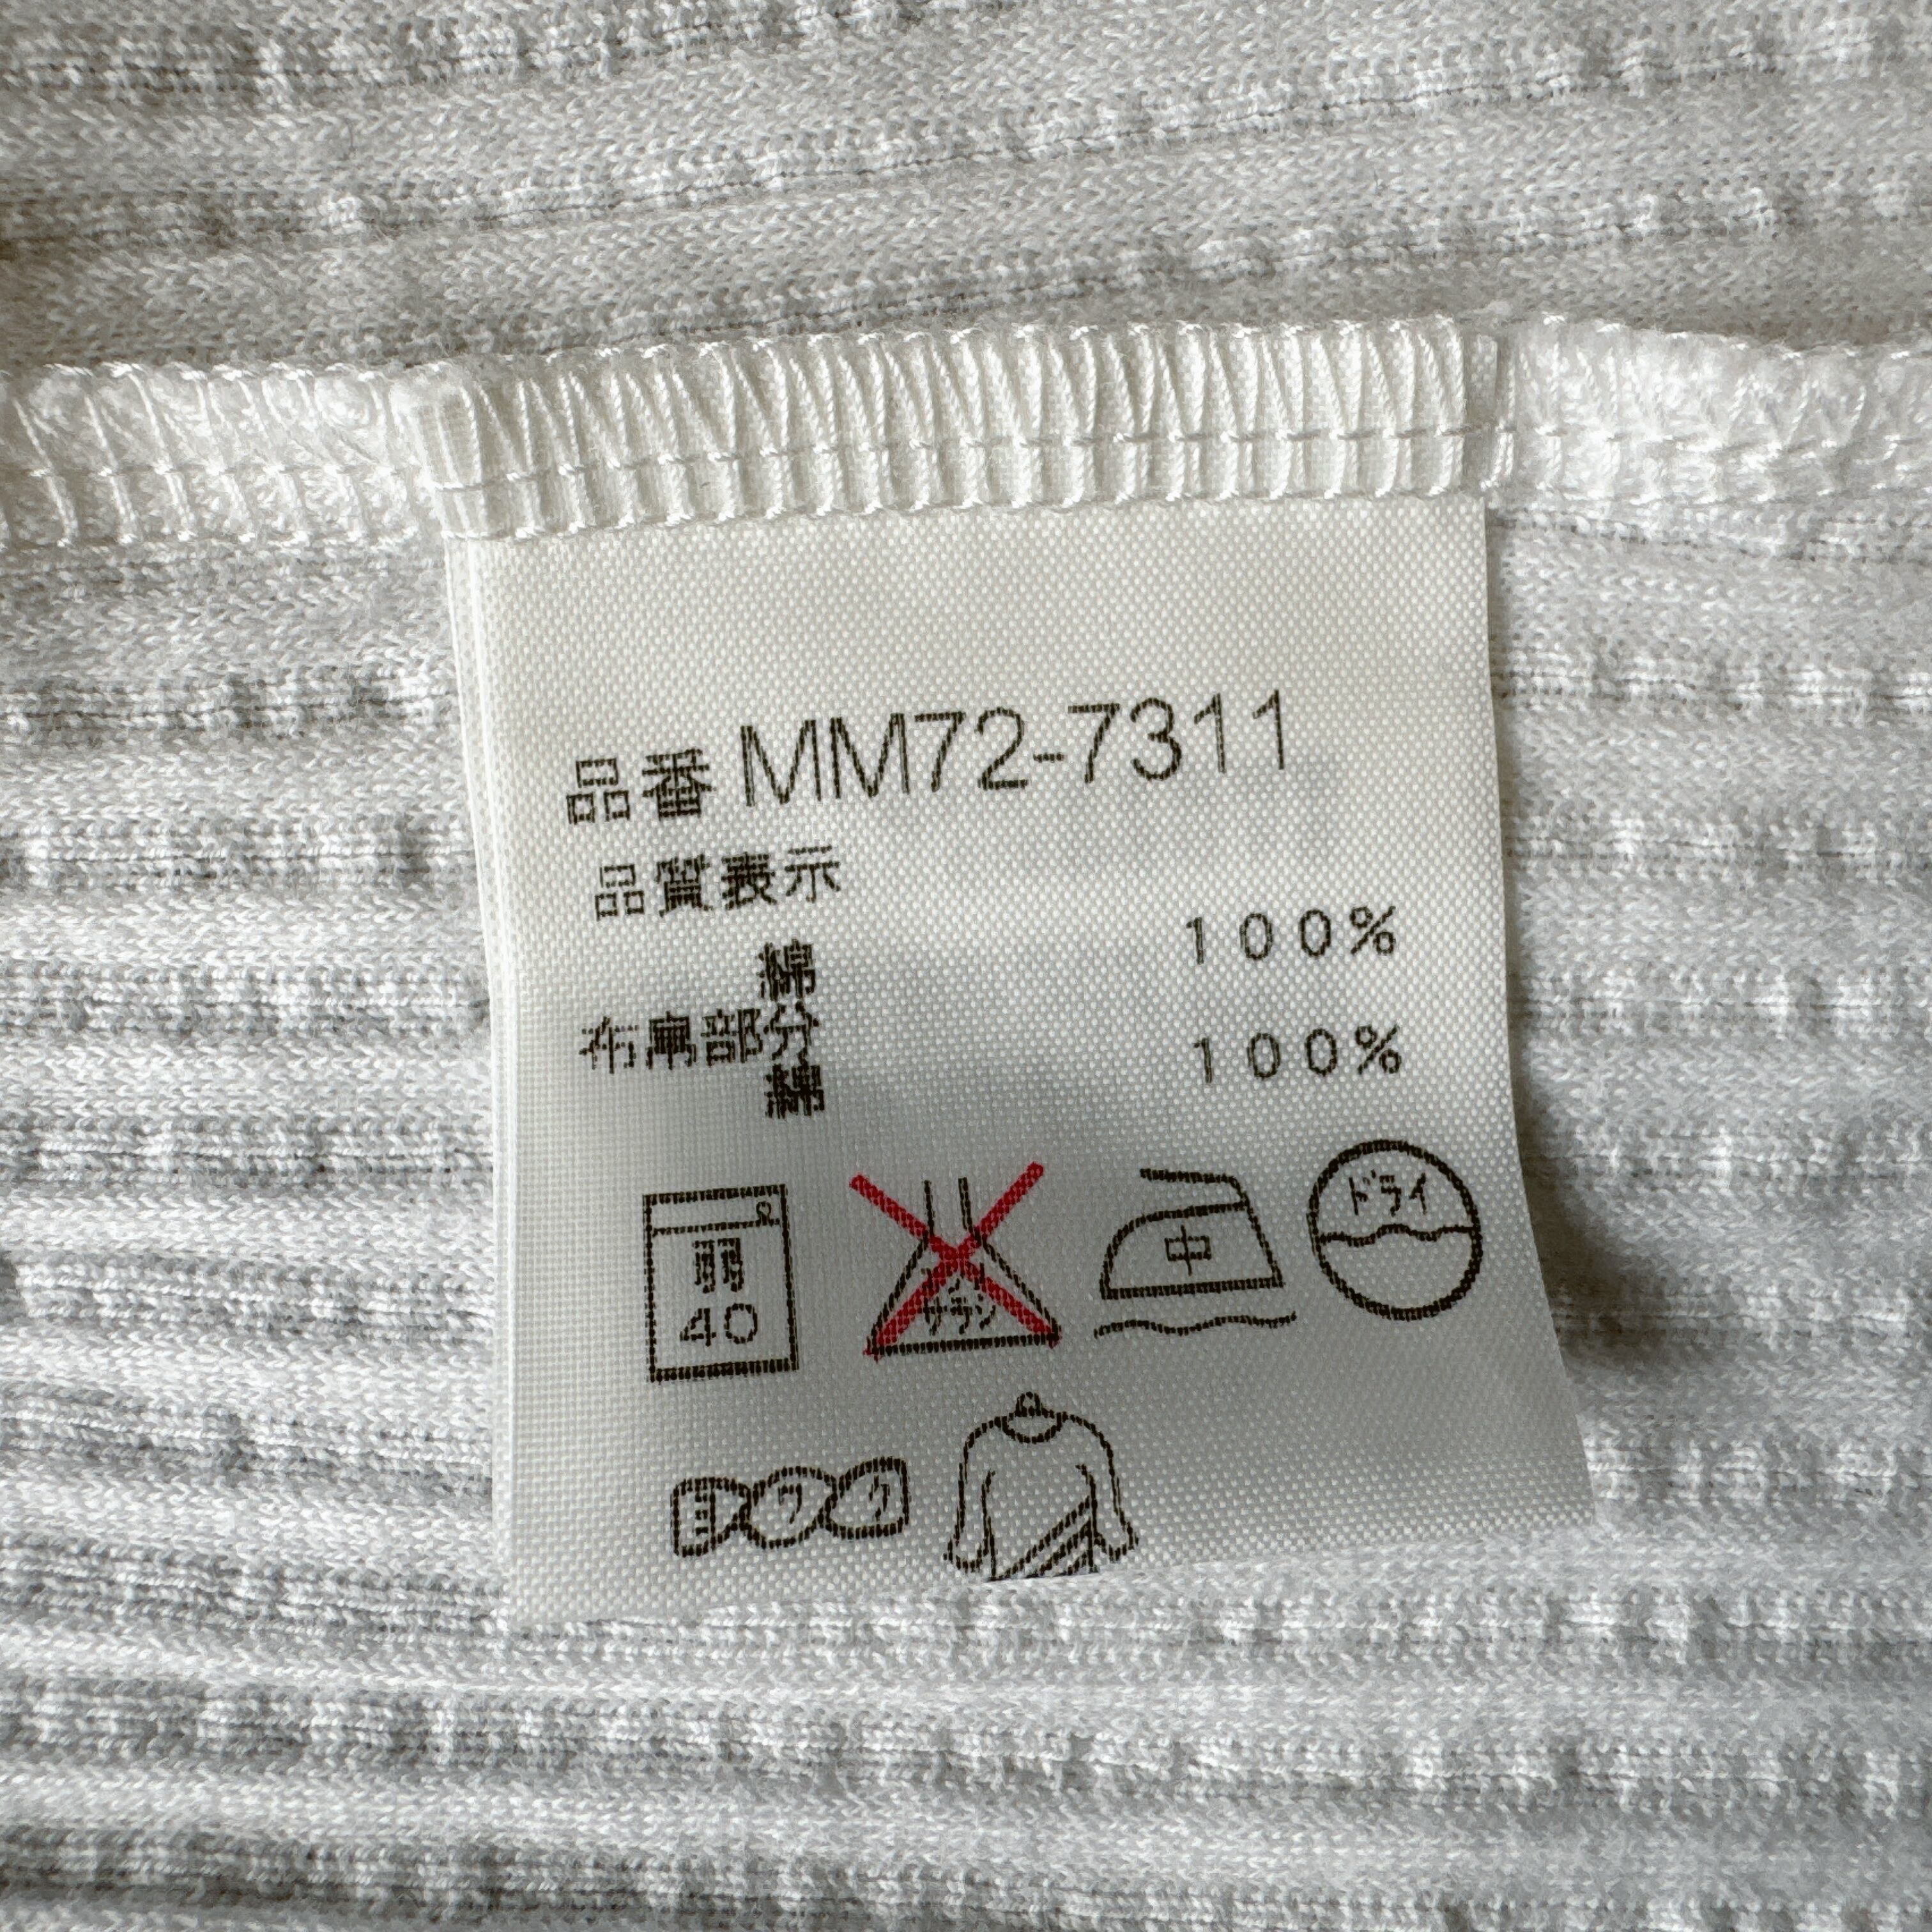 品番 MM72-7311
品質表示
綿 100%
布帛部分
綿 100%
弱 40
サラシ
中
ドライ
ヨワク